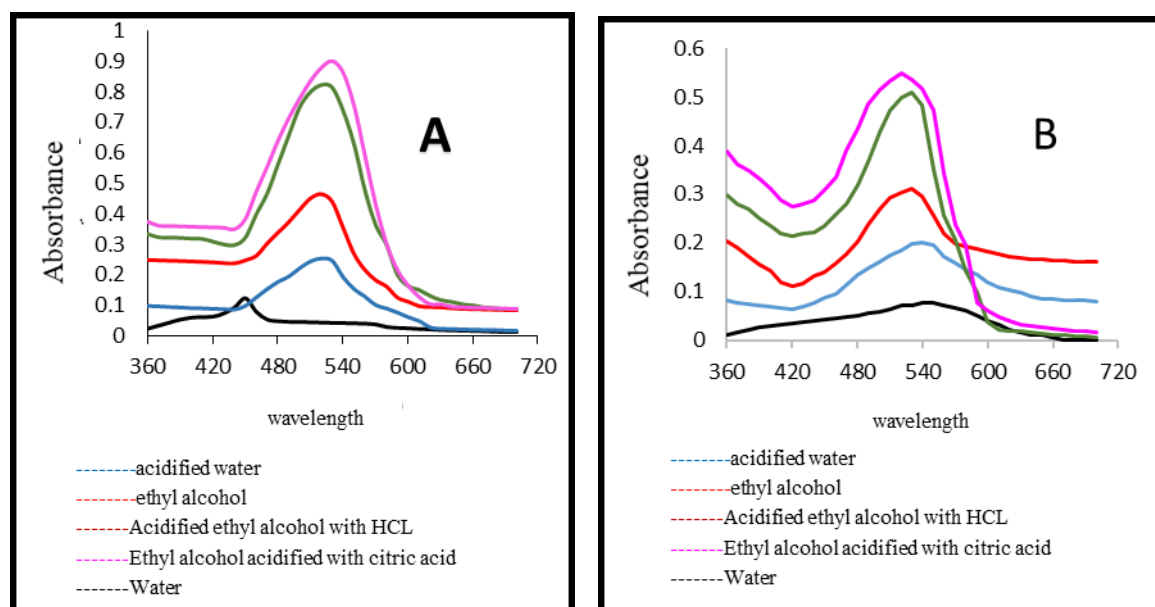 1
0.9
0.8
0.7
0.6
0.5
0.4
0.3
0.2
0.1
0
Absorbance
A
360 420 480 540 600 660 720
wavelength
--------acidified water
--------ethyl alcohol
--------Acidified ethyl alcohol with HCL
--------Ethyl alcohol acidified with citric acid
--------Water
0.6
0.5
0.4
0.3
0.2
0.1
0
Absorbance
B
360 420 480 540 600 660 720
wavelength
--------acidified water
--------ethyl alcohol
--------Acidified ethyl alcohol with HCL
--------Ethyl alcohol acidified with citric acid
--------Water